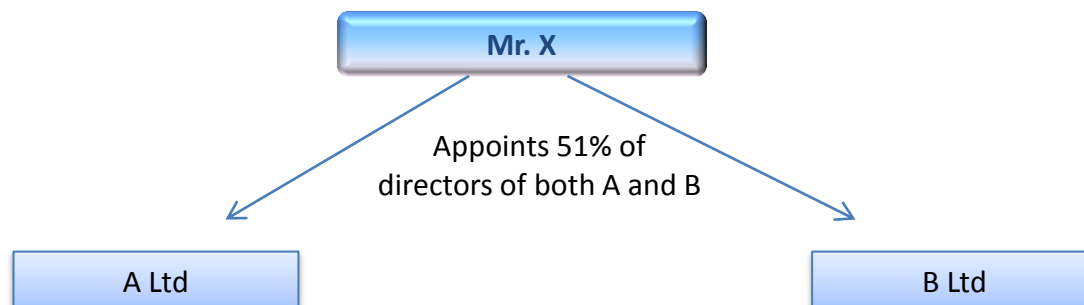 Mr. X
Appoints 51% of
directors of both A and B
A Ltd
B Ltd